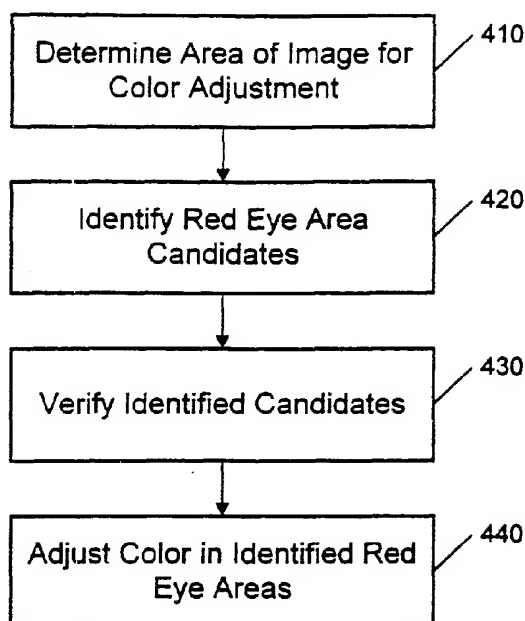 Determine Area of Image for
Color Adjustment
410
Identify Red Eye Area
Candidates
420
Verify Identified Candidates
430
Adjust Color in Identified Red
Eye Areas
440